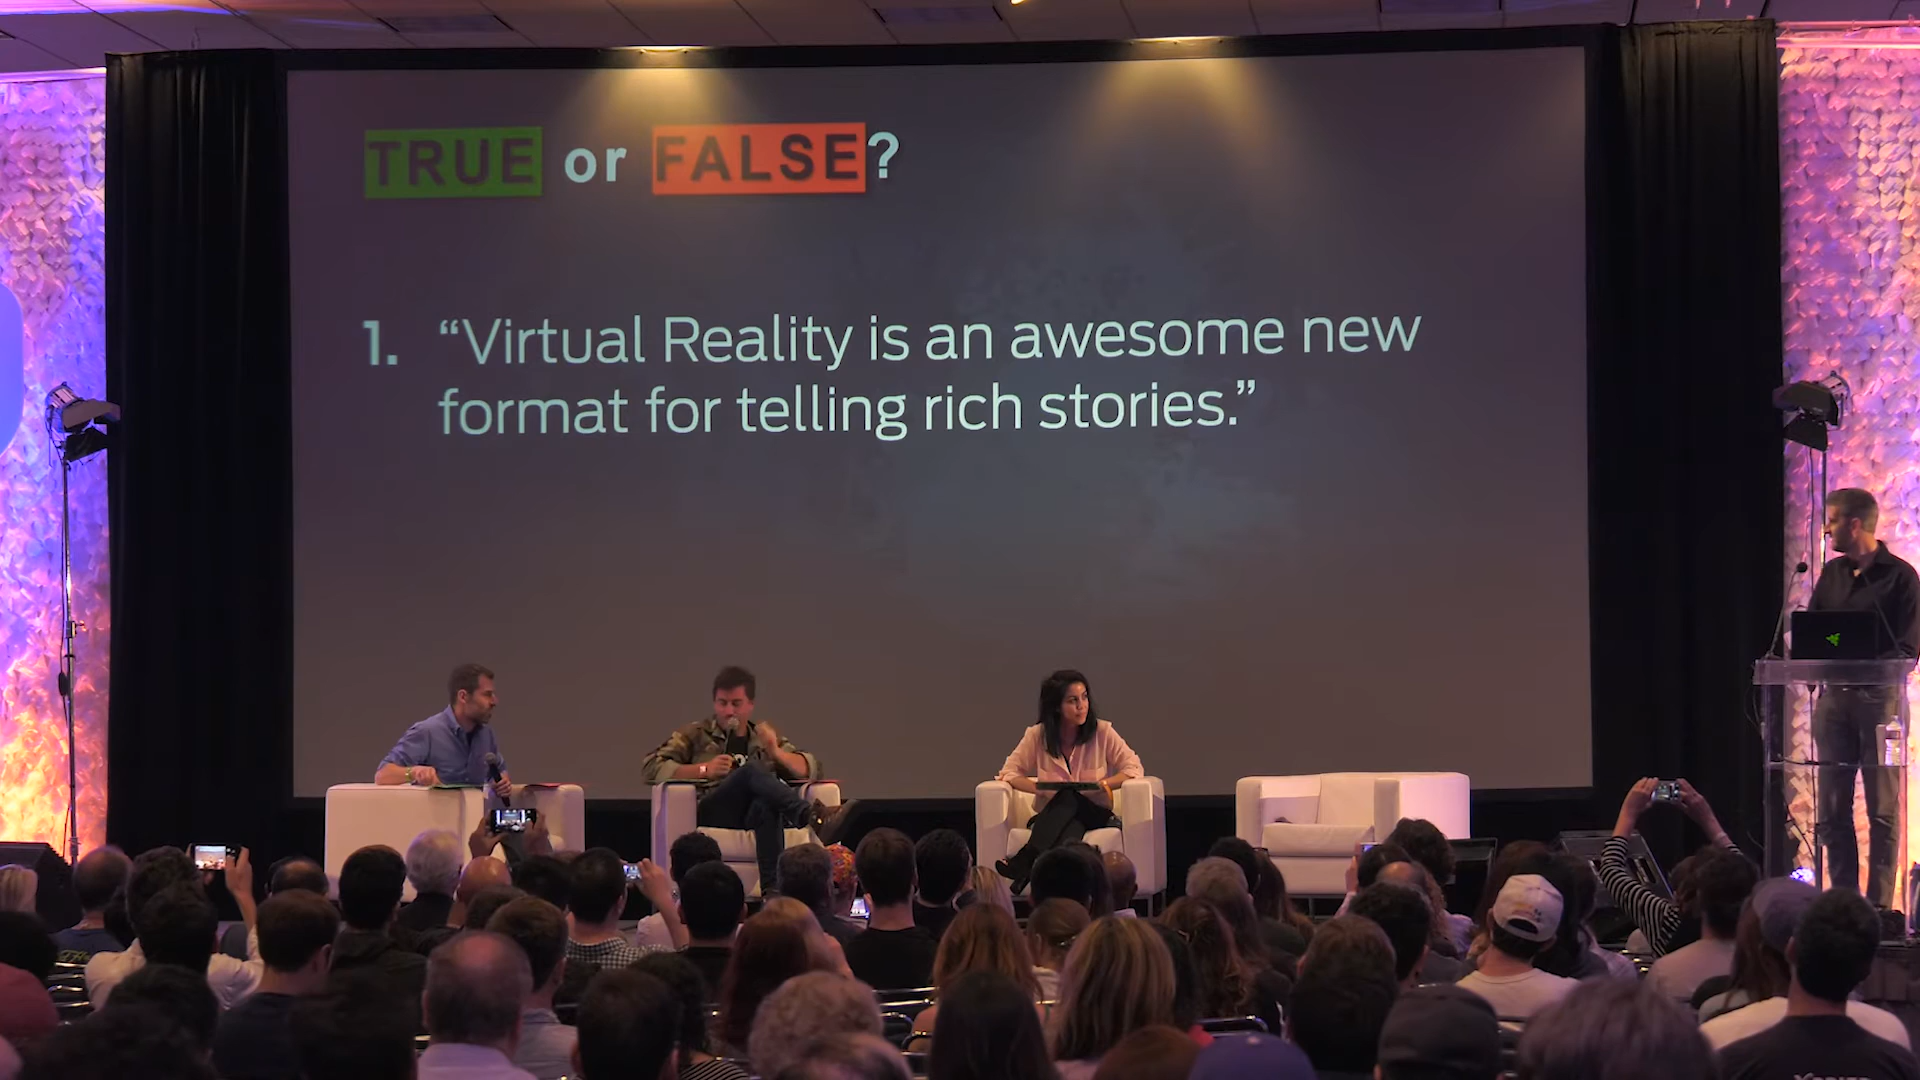 TRUE or FALSE?
1. “Virtual Reality is an awesome new
format for telling rich stories.”